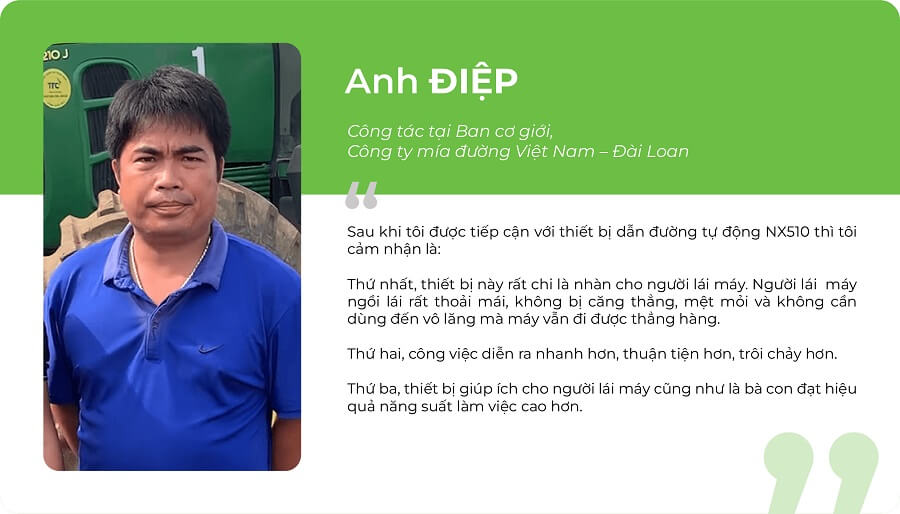 210 J
1
TTC
Anh ĐIỆP
Công tác tại Ban cơ giới,
Công ty mía đường Việt Nam – Đài Loan
“
Sau khi tôi được tiếp cận với thiết bị dẫn đường tự động NX510 thì tôi
cảm nhận là:
Thứ nhất, thiết bị này rất chi là nhàn cho người lái máy. Người lái máy
ngồi lái rất thoải mái, không bị căng thẳng, mệt mỏi và không cần
dùng đến vô lăng mà máy vẫn đi được thẳng hàng.
Thứ hai, công việc diễn ra nhanh hơn, thuận tiện hơn, trôi chảy hơn.
Thứ ba, thiết bị giúp ích cho người lái máy cũng như là bà con đạt hiệu
quả năng suất làm việc cao hơn.
”